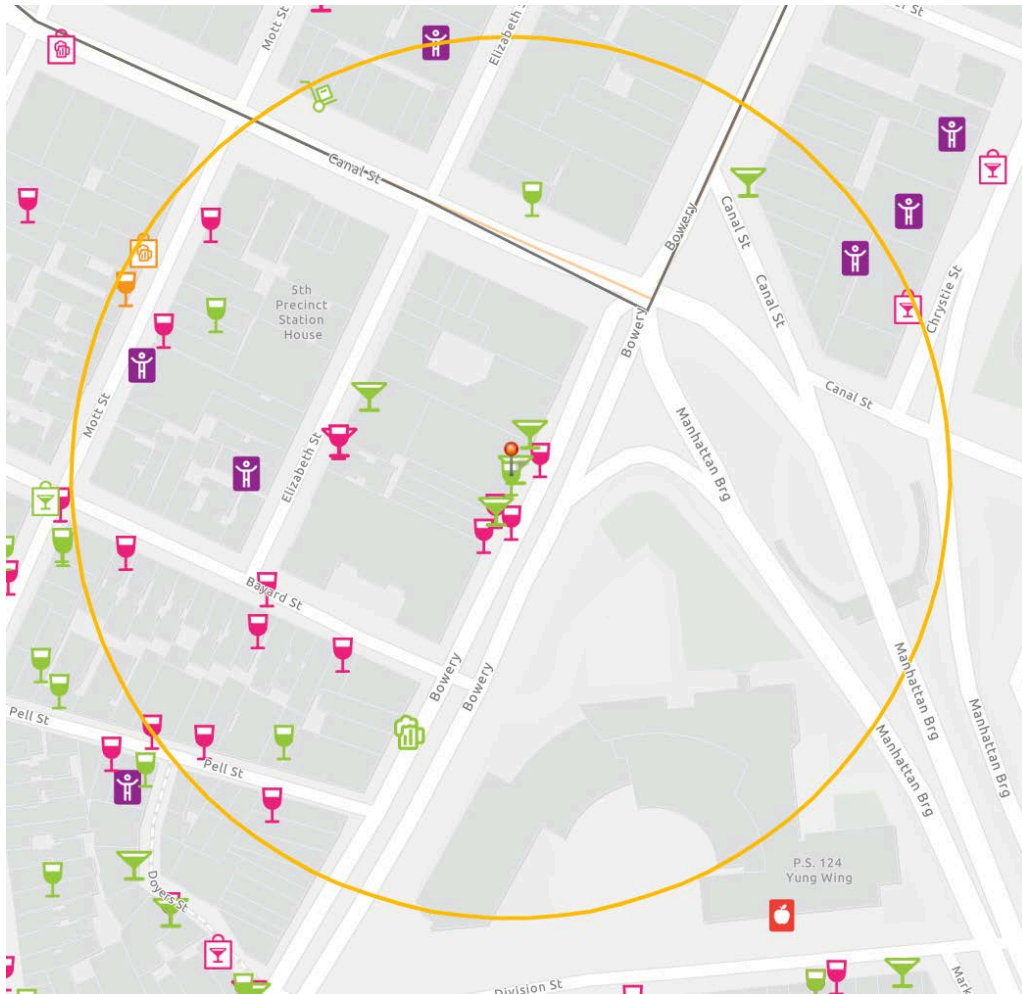 Mott St
Elizabeth S
er St
Canal St
Bowery
Canal St
Canal St
5th
Precinct
Station
House
Bowery
Chrystie St
Mott St
Elizabeth St
Manhattan Brg
Canal St
Bayard St
Bowery
Bowery
Manhattan Brg
Pell St
Pell St
Manhattan Brg
Manhattan Brg
P.S. 124
Yung Wing
Doyers St
Division St
Mark